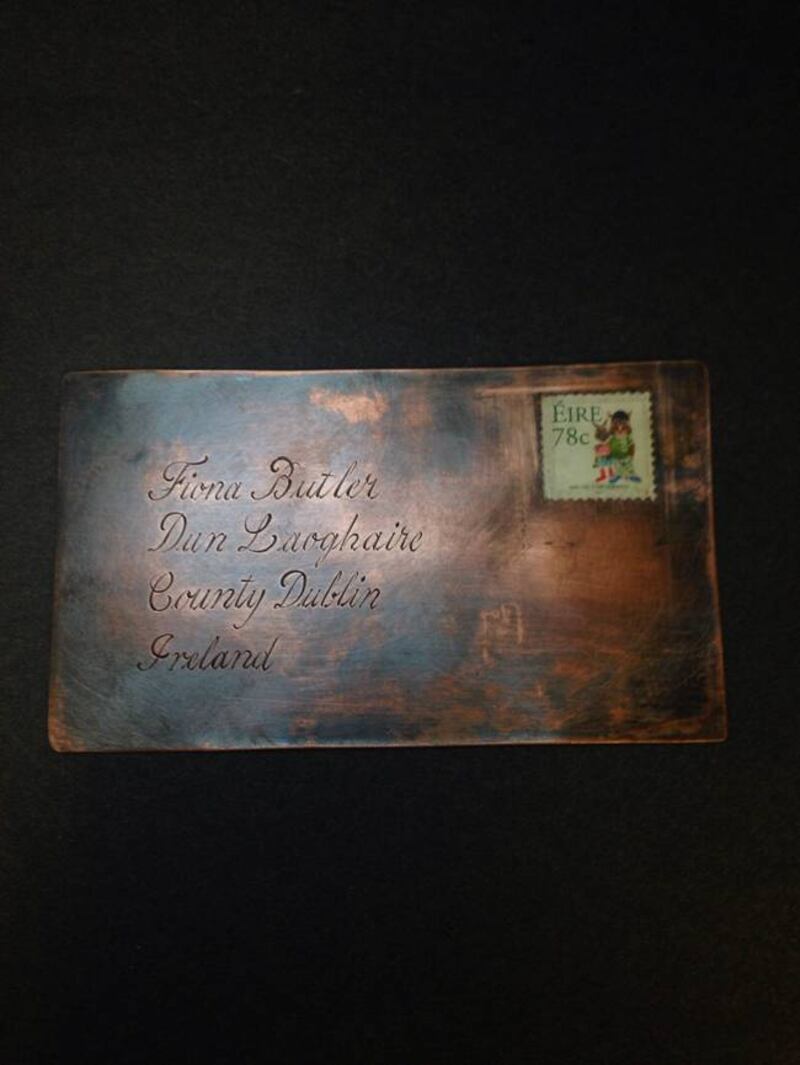 ÉIRE
78c
Fiona Butler
Dun Laoghaire
County Dublin
Ireland